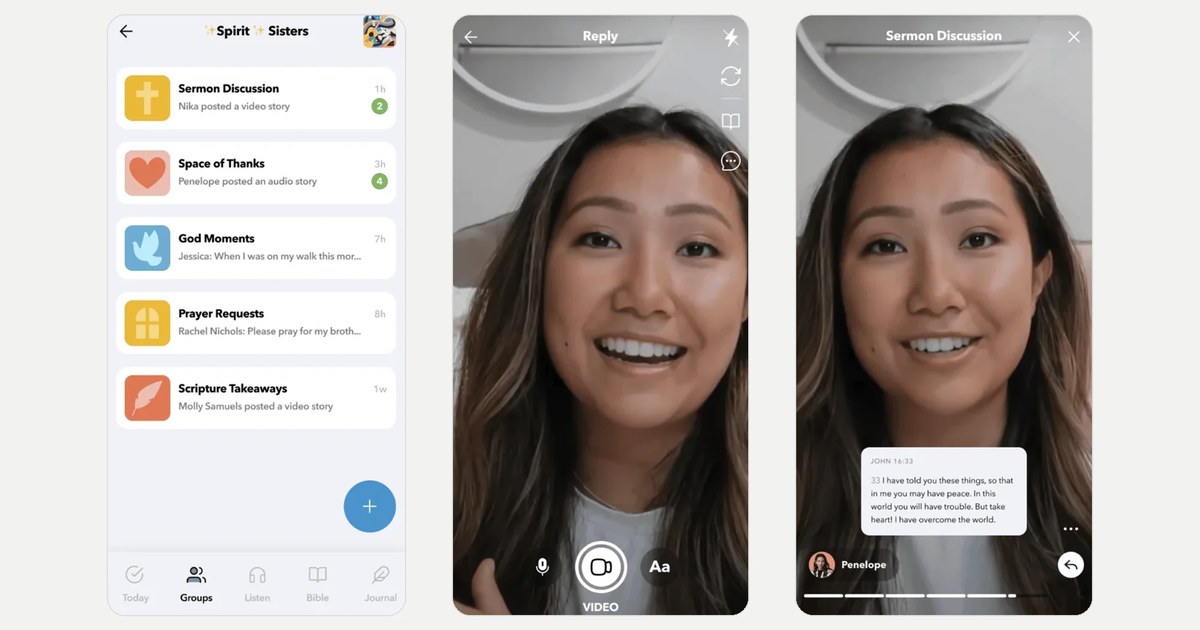 ✨Spirit✨ Sisters
Sermon Discussion
1h
Nika posted a video story
2
Space of Thanks
3h
Penelope posted an audio story
4
God Moments
7h
Jessica: When I was on my walk this mor...
Prayer Requests
8h
Rachel Nichols: Please pray for my broth...
Scripture Takeaways
1w
Molly Samuels posted a video story
Today
Groups
Listen
Bible
Journal
Reply
Aa
VIDEO
Sermon Discussion
JOHN 16:33
33 I have told you these things, so that
in me you may have peace. In this
world you will have trouble. But take
heart! I have overcome the world.
Penelope